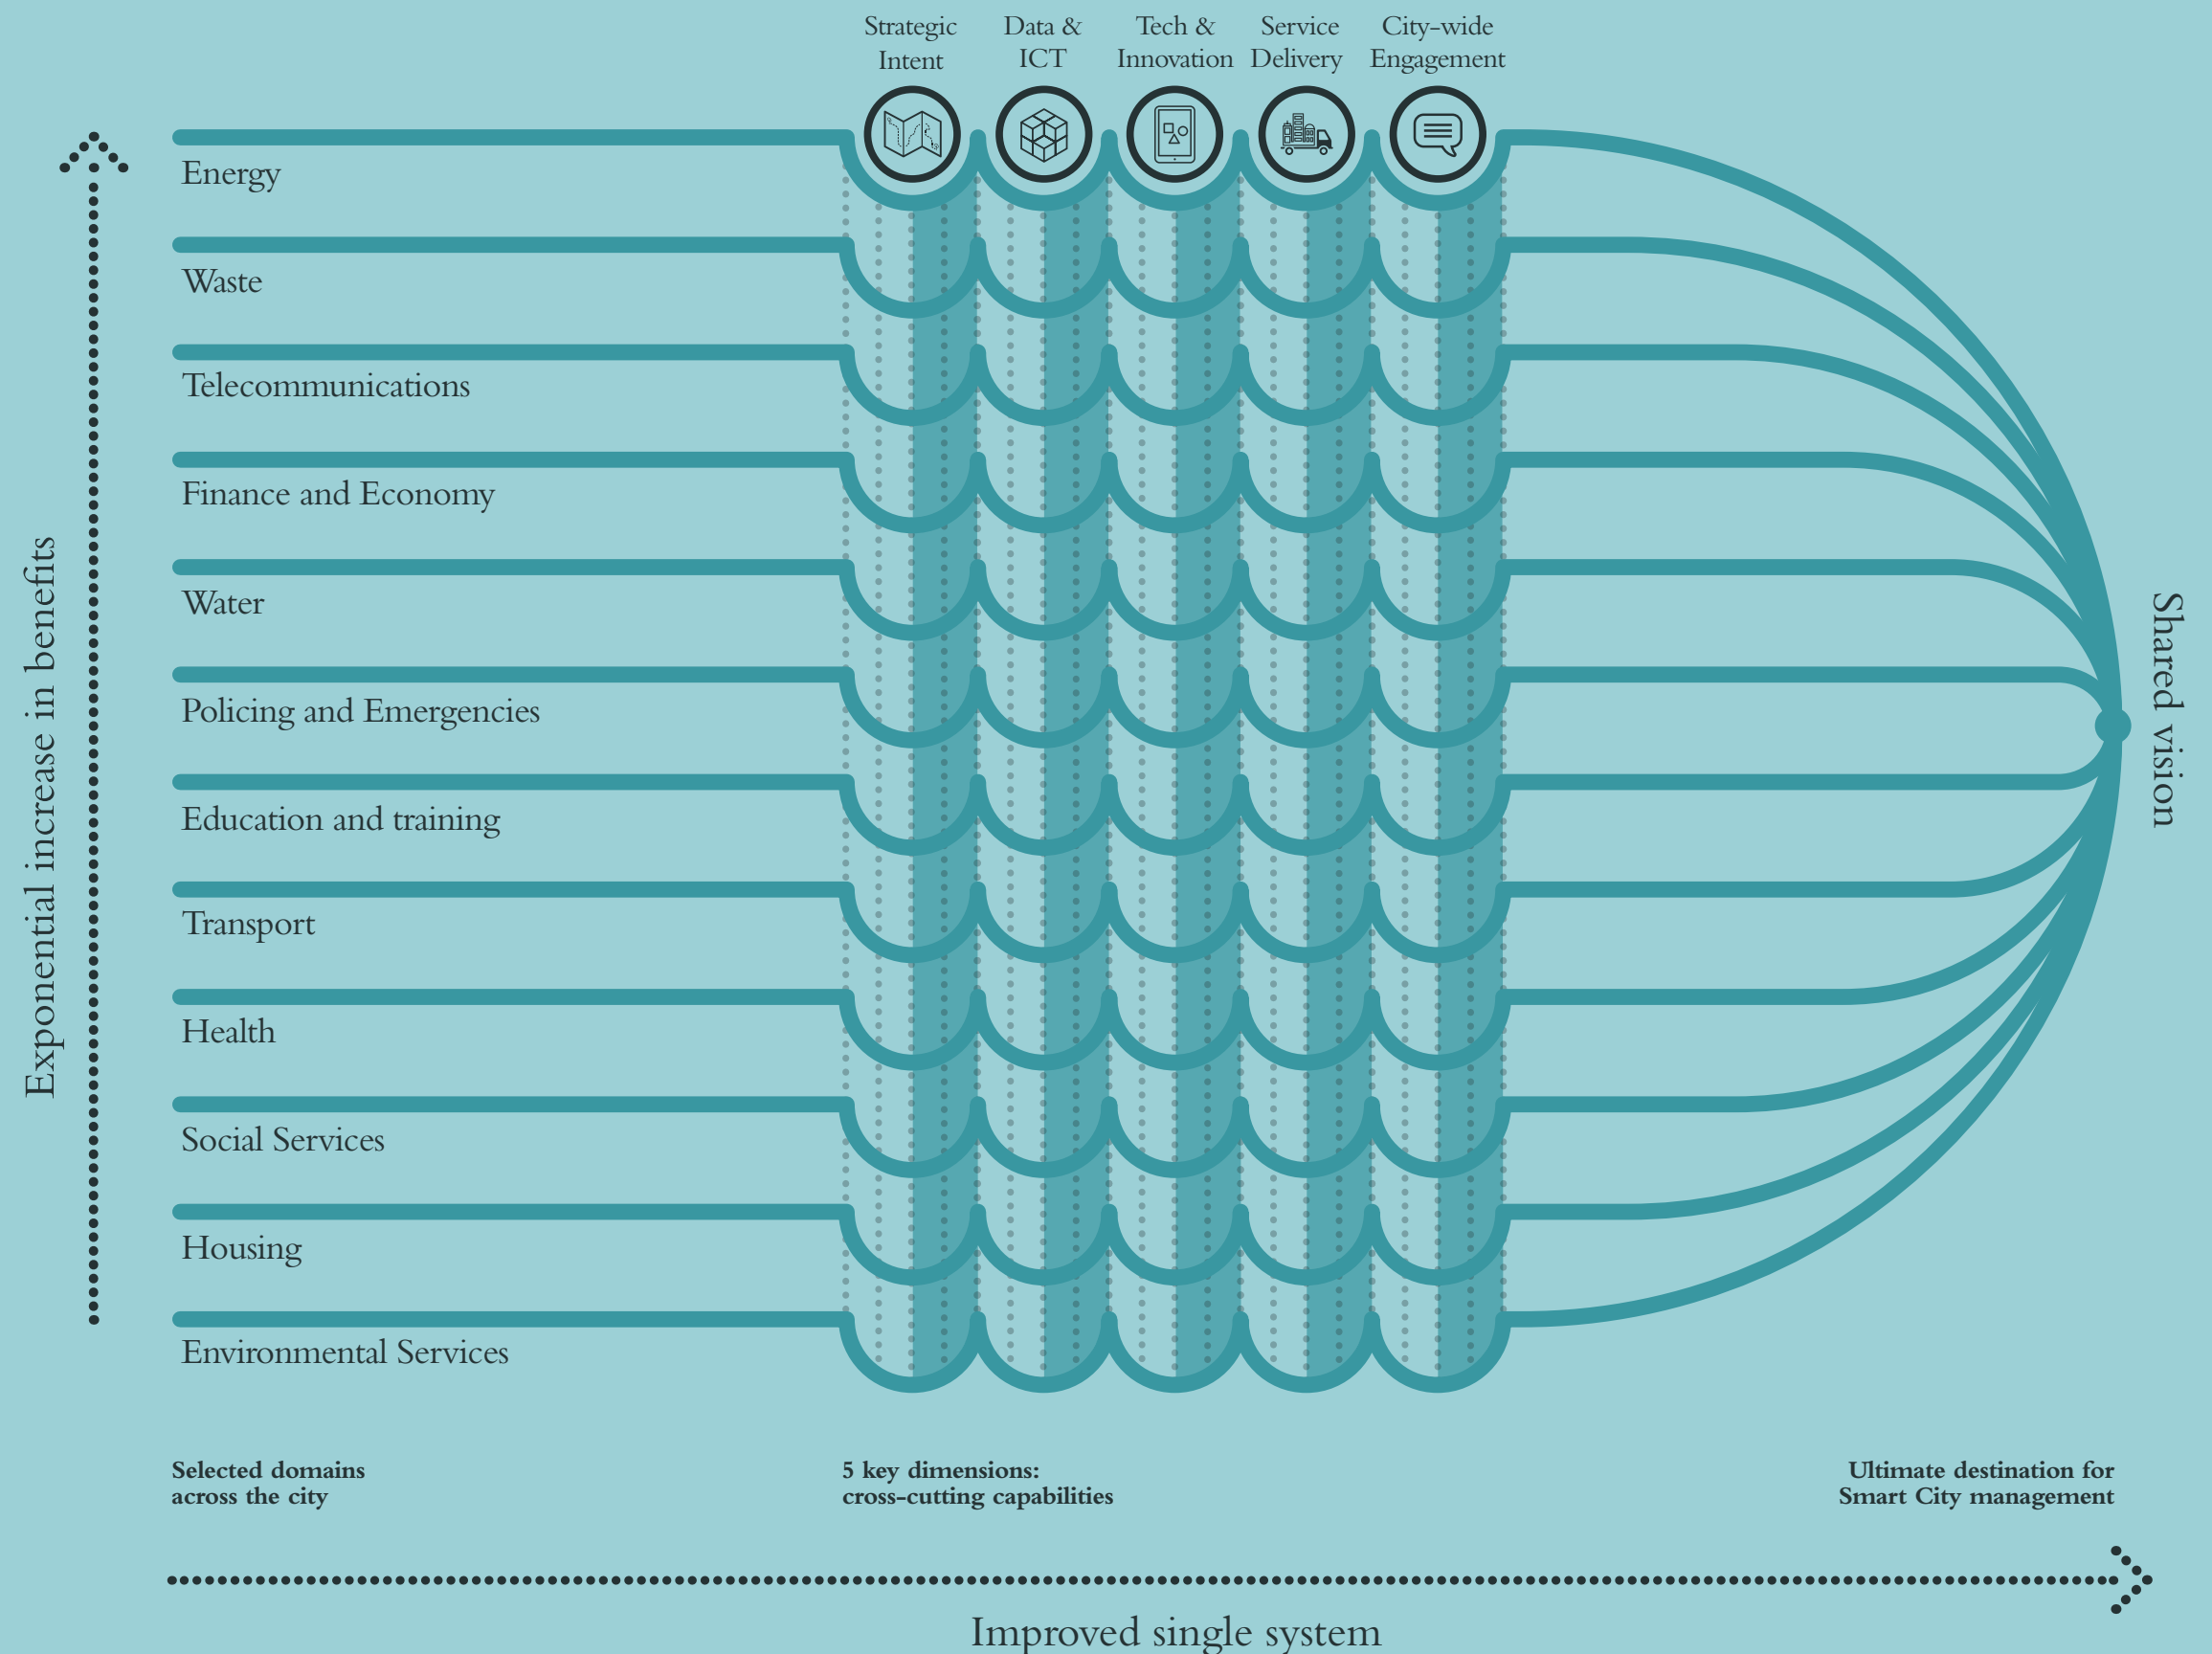 Strategic
Intent
Data &
ICT
Tech &
Innovation
Service
Delivery
City-wide
Engagement
Exponential increase in benefits
Energy
Waste
Telecommunications
Finance and Economy
Water
Policing and Emergencies
Education and training
Transport
Health
Social Services
Housing
Environmental Services
Shared vision
Selected domains
across the city
5 key dimensions:
cross-cutting capabilities
Ultimate destination for
Smart City management
Improved single system